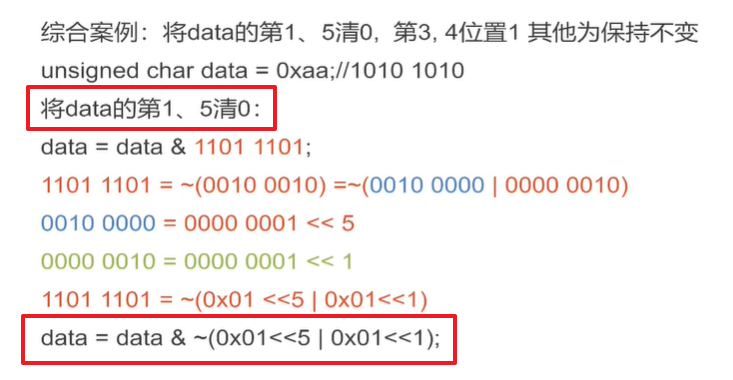 综合案例：将data的第1、5清0, 第3, 4位置1 其他为保持不变
unsigned char data = 0xaa;//1010 1010
将data的第1、5清0：
data = data & 1101 1101;
1101 1101 = ~(0010 0010) =~(0010 0000 | 0000 0010)
0010 0000 = 0000 0001 << 5
0000 0010 = 0000 0001 << 1
1101 1101 = ~(0x01 <<5 | 0x01<<1)
data = data & ~(0x01<<5 | 0x01<<1);